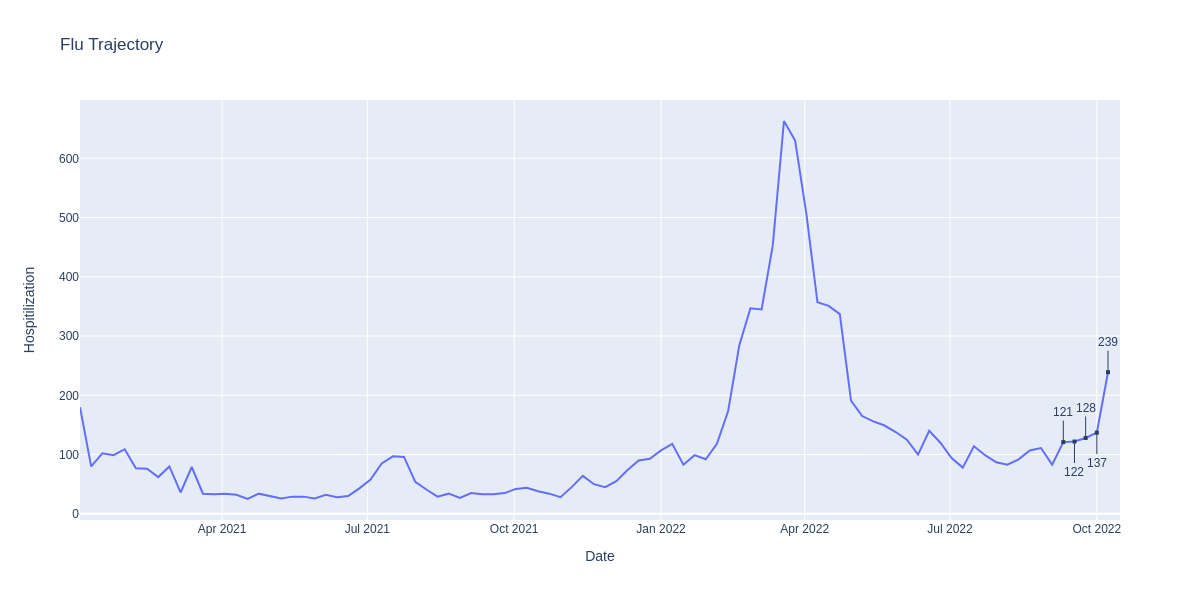 Flu Trajectory
Hospitilization
600
500
400
300
200
100
0
239
121
128
122
137
Apr 2021
Jul 2021
Oct 2021
Jan 2022
Apr 2022
Jul 2022
Oct 2022
Date